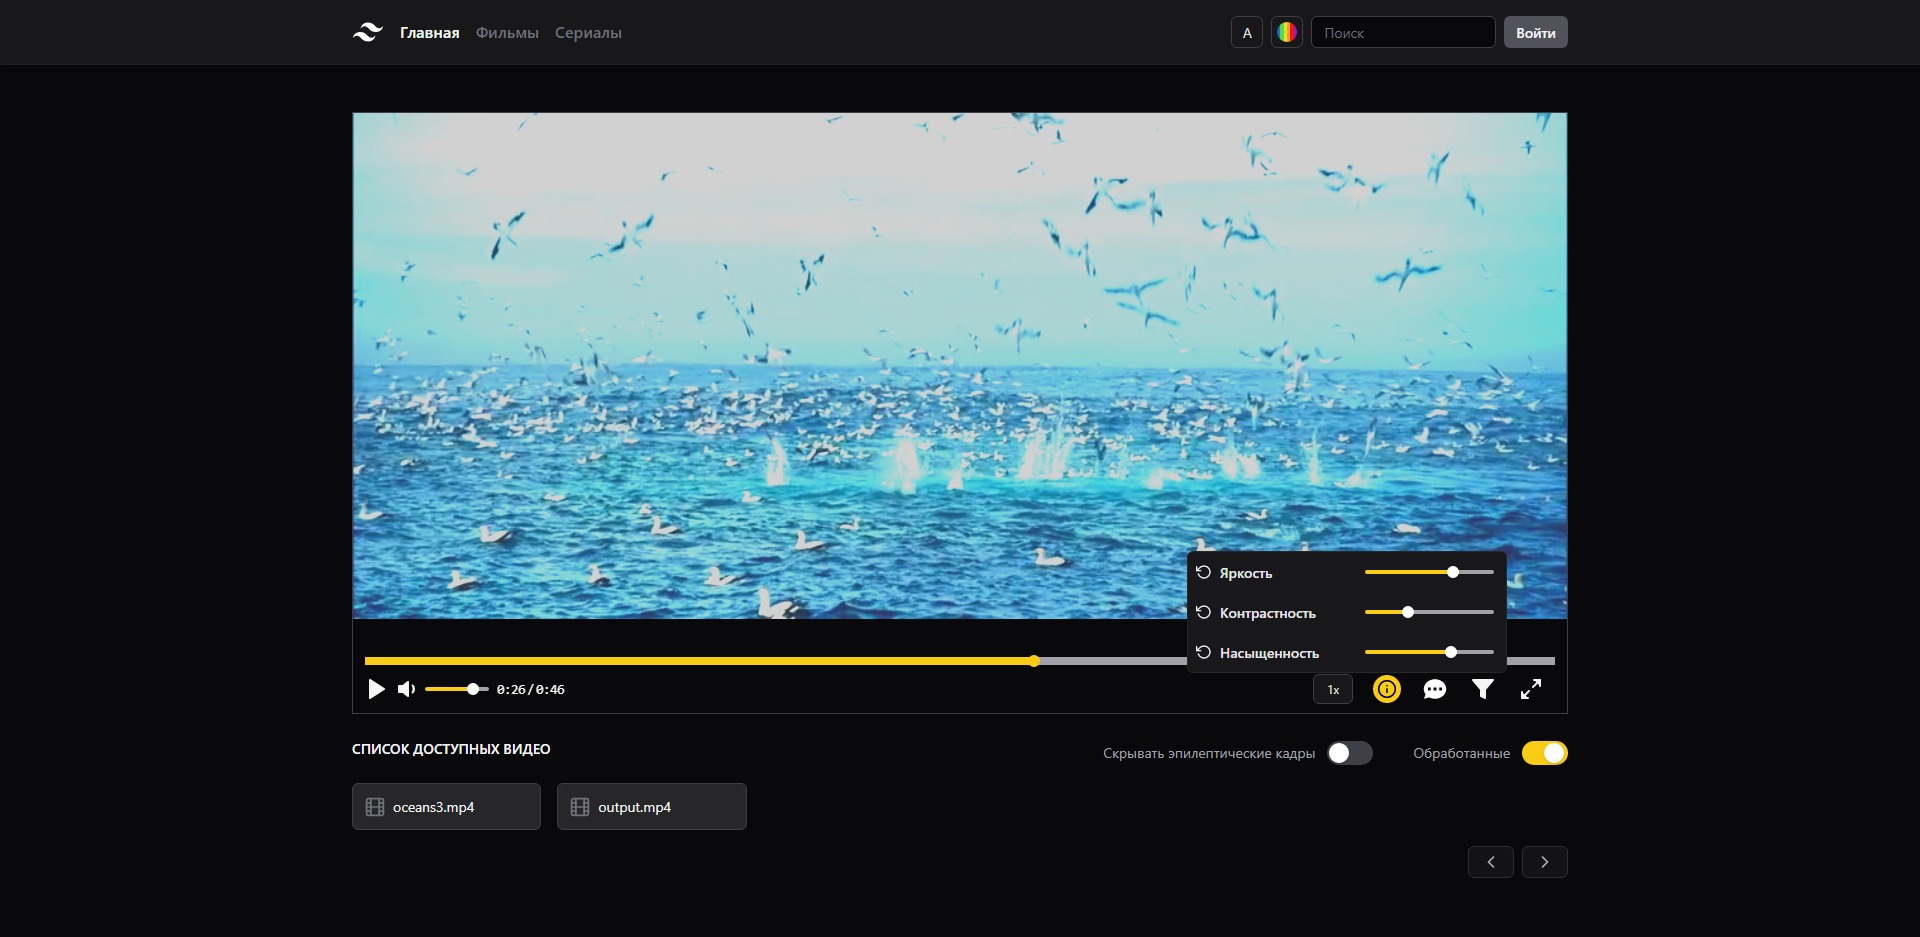 Главная Фильмы Сериалы A Поиск Войти
Яркость
Контрастность
Насыщенность
0:26/0:46 1x
СПИСОК ДОСТУПНЫХ ВИДЕО Скрывать эпилептические кадры Обработанные
oceans3.mp4 output.mp4